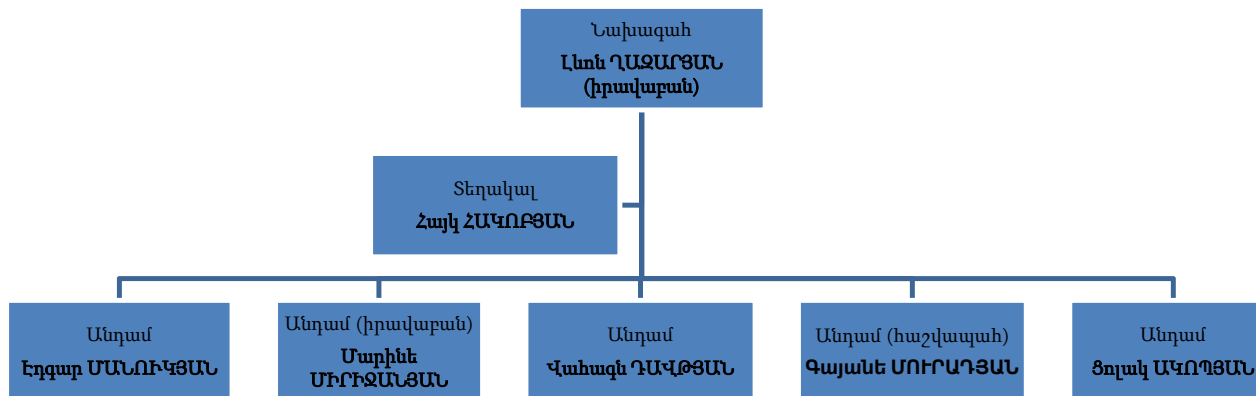 Նախագահ
Լևոն ՂԱԶԱՐՅԱՆ
(իրավաբան)
Տեղակալ
Հայկ ՀԱԿՈԲՅԱՆ
Անդամ
Էդգար ՄԱՆՈՒԿՅԱՆ
Անդամ (իրավաբան)
Մարինե
ՄԻՐԻՋԱՆՅԱՆ
Անդամ
Վահագն ԴԱՎԹՅԱՆ
Անդամ (հաշվապահ)
Գայանե ՄՈՒՐԱԴՅԱՆ
Անդամ
Ցոլակ ԱԿՈՊՅԱՆ